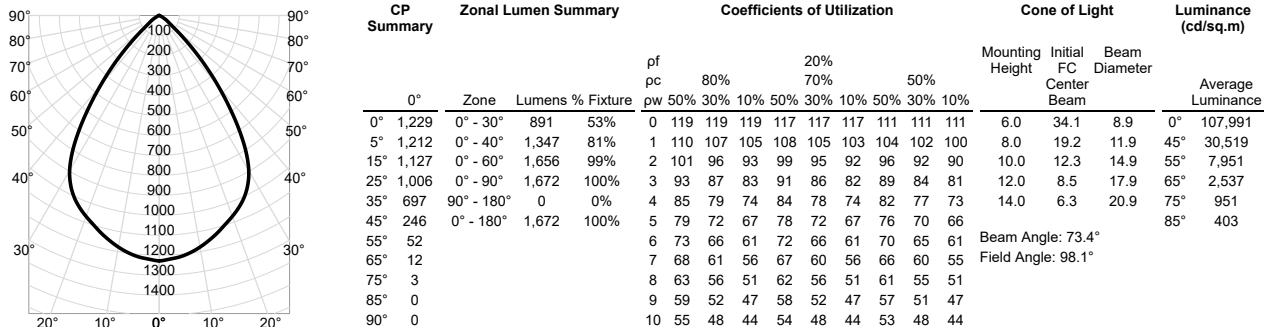 90°
80°
70°
60°
50°
40°
30°
20° 10° 0° 10° 20°
90°
80°
70°
60°
50°
40°
30°
100
200
300
400
500
600
700
800
900
1000
1100
1200
1300
1400
CP Summary
0°
0° 1,229
5° 1,212
15° 1,127
25° 1,006
35° 697
45° 246
55° 52
65° 12
75° 3
85° 0
90° 0
Zonal Lumen Summary
Zone Lumens % Fixture
0° - 30° 891 53%
0° - 40° 1,347 81%
0° - 60° 1,656 99%
0° - 90° 1,672 100%
90° - 180° 0 0%
0° - 180° 1,672 100%
Coefficients of Utilization
ρf 20%
ρc 80% 70% 50%
ρw 50% 30% 10% 50% 30% 10% 50% 30% 10%
0 119 119 119 117 117 117 111 111 111
1 110 107 105 108 105 103 104 102 100
2 101 96 93 99 95 92 96 92 90
3 93 87 83 91 86 82 89 84 81
4 85 79 74 84 78 74 82 77 73
5 79 72 67 78 72 67 76 70 66
6 73 66 61 72 66 61 70 65 61
7 68 61 56 67 60 56 66 60 55
8 63 56 51 62 56 51 61 55 51
9 59 52 47 58 52 47 57 51 47
10 55 48 44 54 48 44 53 48 44
Cone of Light
Mounting Height Initial FC Center Beam Beam Diameter
6.0 34.1 8.9
8.0 19.2 11.9
10.0 12.3 14.9
12.0 8.5 17.9
14.0 6.3 20.9
Beam Angle: 73.4°
Field Angle: 98.1°
Luminance
(cd/sq.m)
Average
Luminance
0° 107,991
45° 30,519
55° 7,951
65° 2,537
75° 951
85° 403